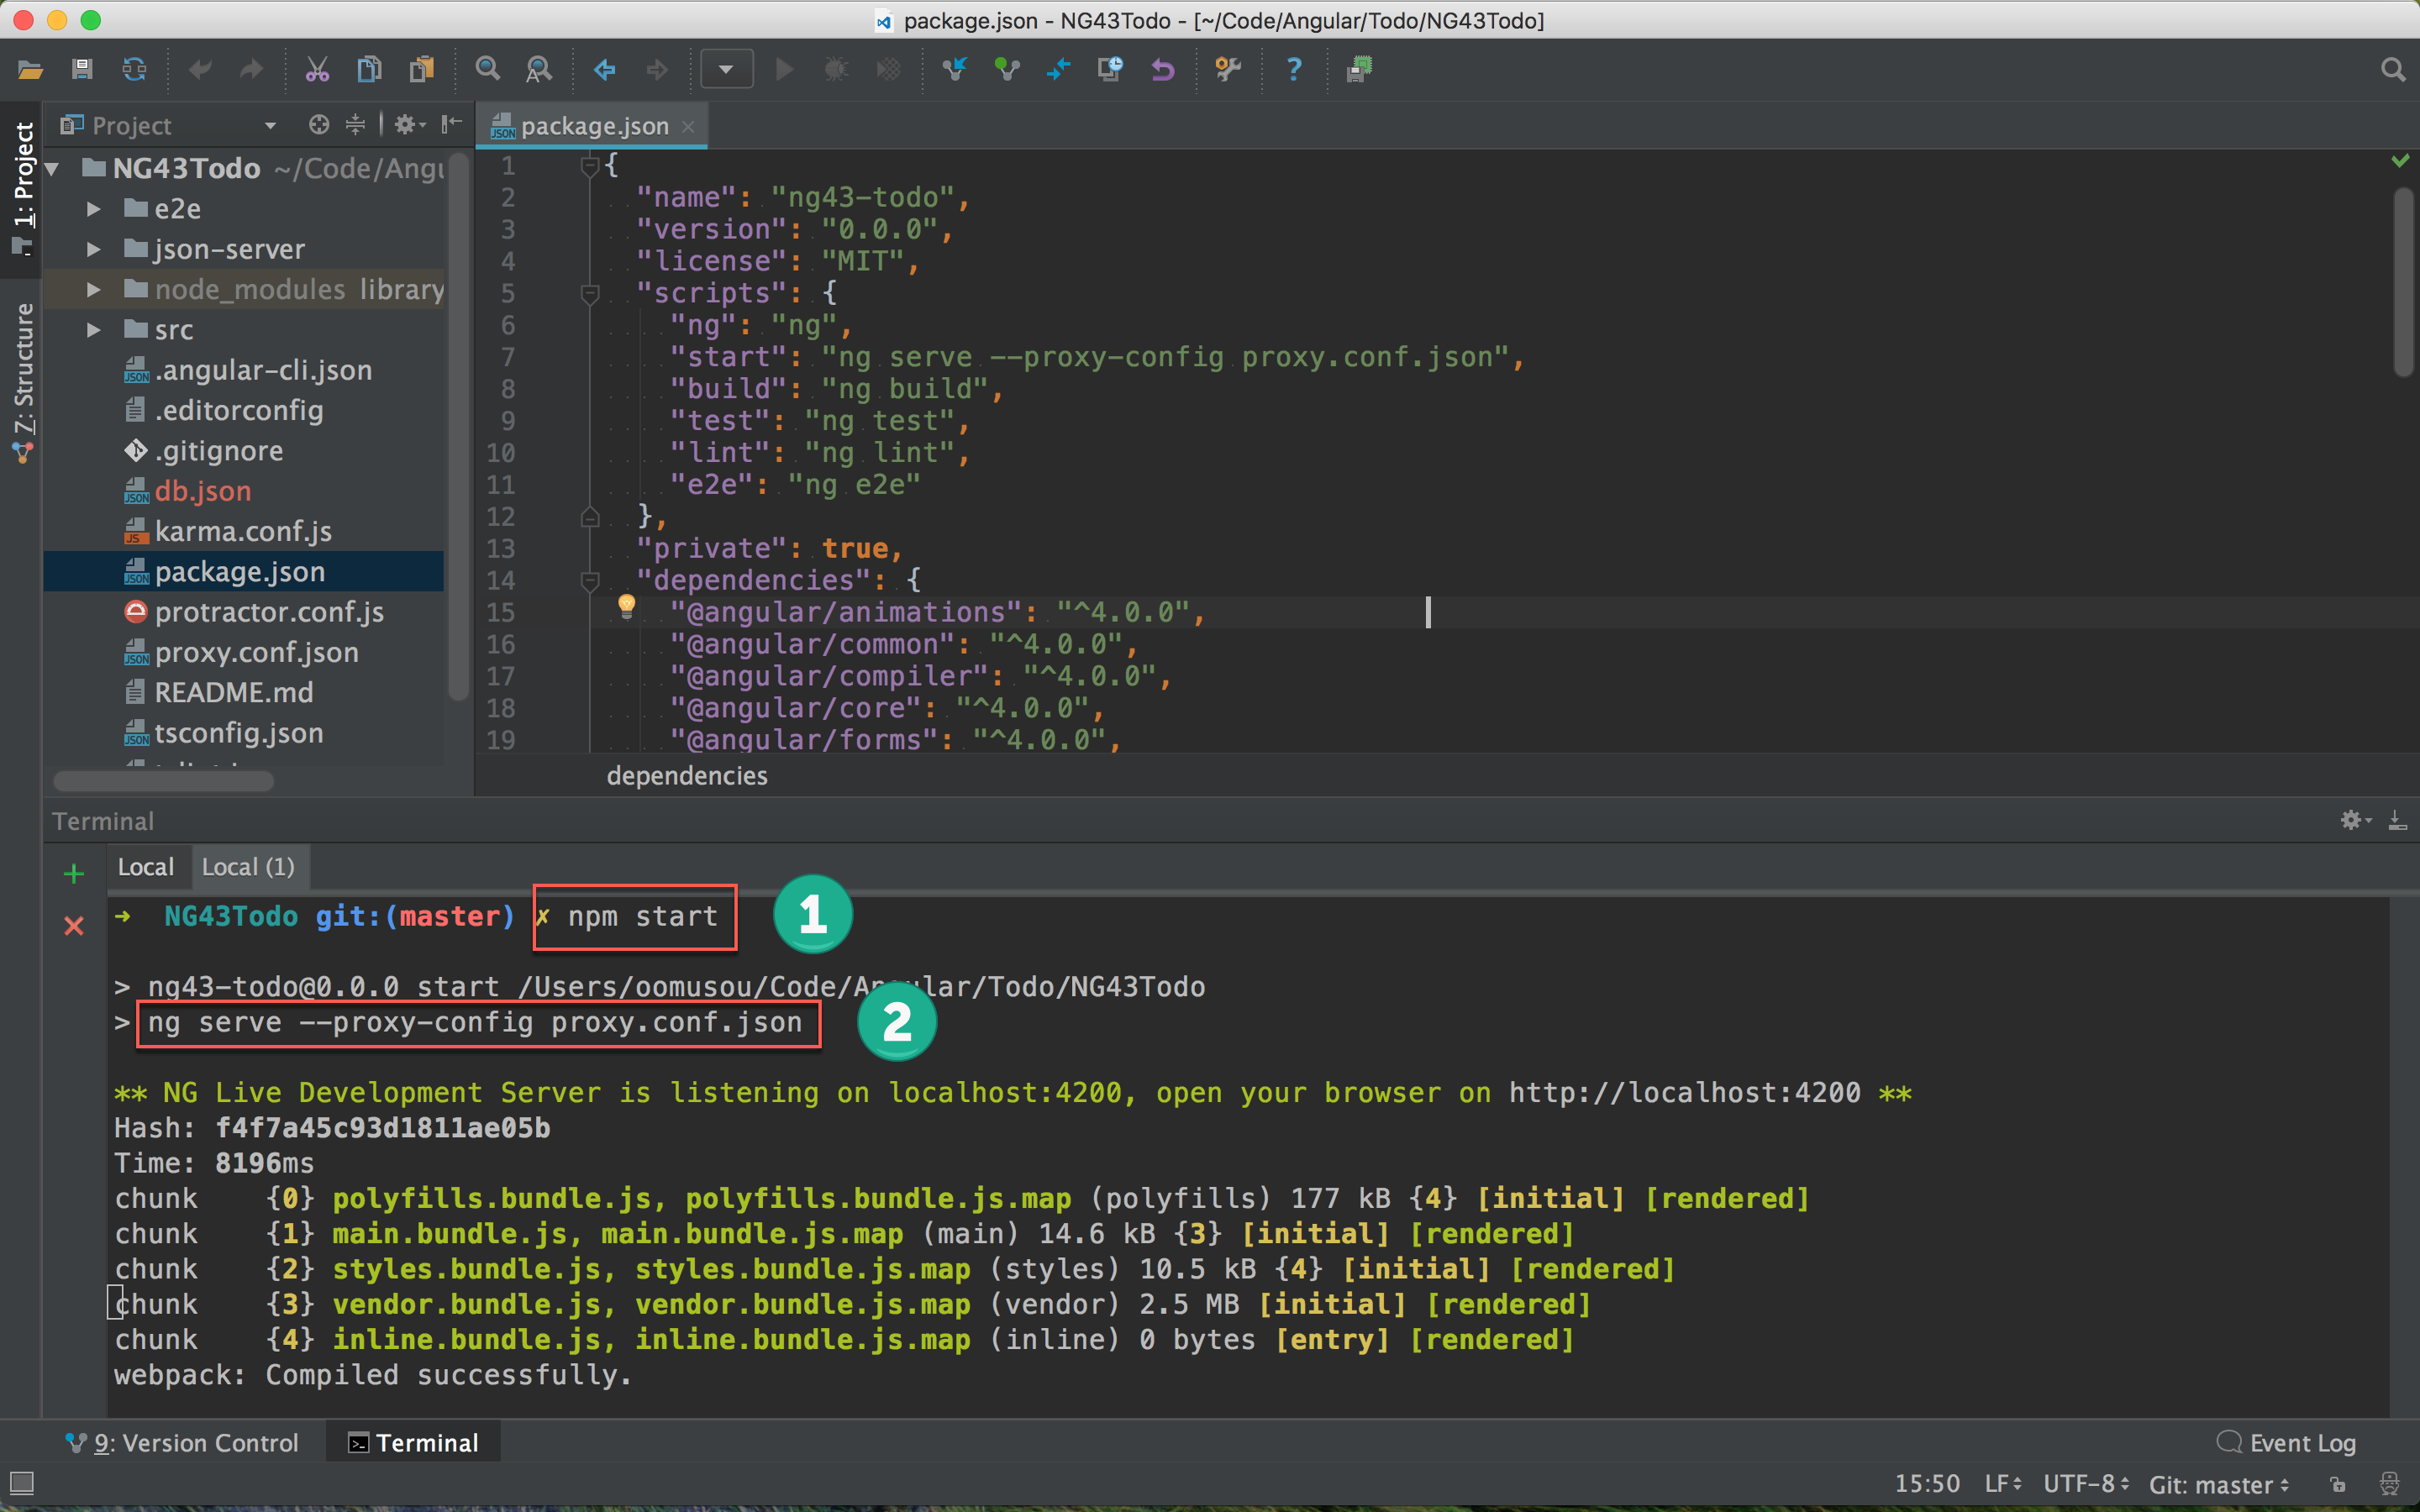 package.json - NG43Todo - [~/Code/Angular/Todo/NG43Todo]
Project
package.json
1: Project
7: Structure
NG43Todo ~/Code/Angu
e2e
json-server
node_modules library
src
.angular-cli.json
.editorconfig
.gitignore
db.json
karma.conf.js
package.json
protractor.conf.js
proxy.conf.json
README.md
tsconfig.json
1 {
2 "name": "ng43-todo",
3 "version": "0.0.0",
4 "license": "MIT",
5 "scripts": {
6 "ng": "ng",
7 "start": "ng serve --proxy-config proxy.conf.json",
8 "build": "ng build",
9 "test": "ng test",
10 "lint": "ng lint",
11 "e2e": "ng e2e"
12 },
13 "private": true,
14 "dependencies": {
15 "@angular/animations": "^4.0.0",
16 "@angular/common": "^4.0.0",
17 "@angular/compiler": "^4.0.0",
18 "@angular/core": "^4.0.0",
19 "@angular/forms": "^4.0.0",
dependencies
Terminal
Local Local (1)
➜ NG43Todo git:(master) ✗ npm start
1
> ng43-todo@0.0.0 start /Users/oomusou/Code/Angular/Todo/NG43Todo
> ng serve --proxy-config proxy.conf.json
2
** NG Live Development Server is listening on localhost:4200, open your browser on http://localhost:4200 **
Hash: f4f7a45c93d1811ae05b
Time: 8196ms
chunk {0} polyfills.bundle.js, polyfills.bundle.js.map (polyfills) 177 kB {4} [initial] [rendered]
chunk {1} main.bundle.js, main.bundle.js.map (main) 14.6 kB {3} [initial] [rendered]
chunk {2} styles.bundle.js, styles.bundle.js.map (styles) 10.5 kB {4} [initial] [rendered]
chunk {3} vendor.bundle.js, vendor.bundle.js.map (vendor) 2.5 MB [initial] [rendered]
chunk {4} inline.bundle.js, inline.bundle.js.map (inline) 0 bytes [entry] [rendered]
webpack: Compiled successfully.
9: Version Control
Terminal
Event Log
15:50 LF UTF-8 Git: master